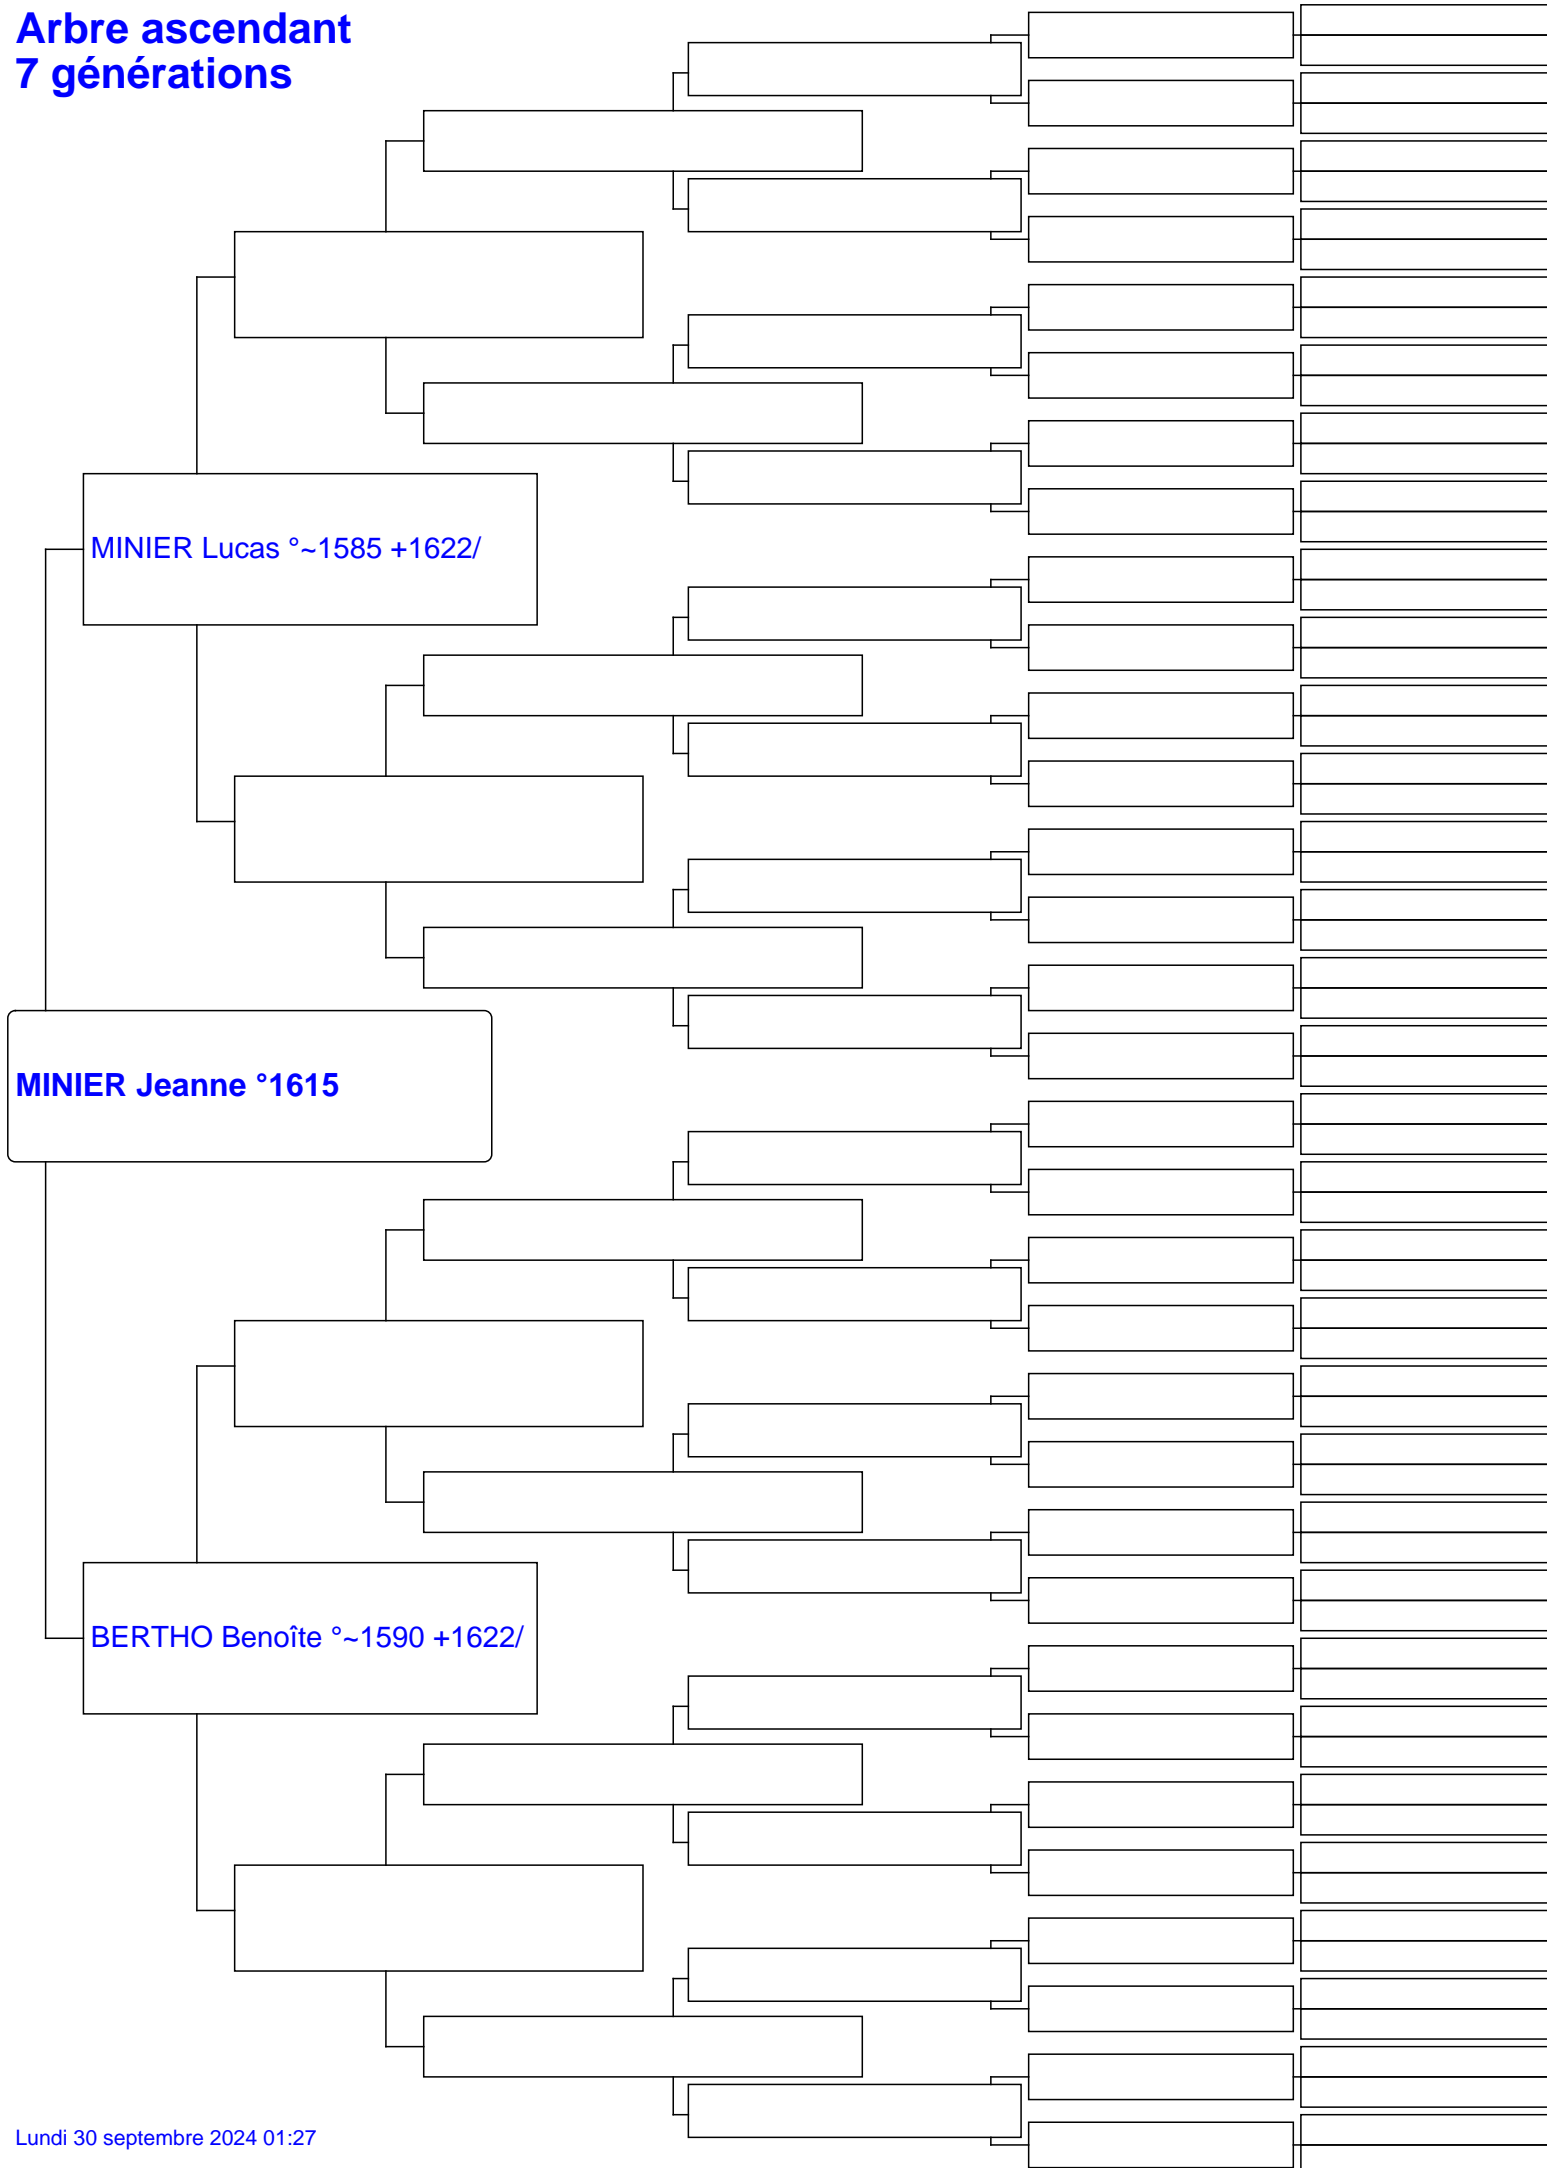 Arbre ascendant
7 générations
MINIER Lucas °~1585 +1622/
MINIER Jeanne °1615
BERTHO Benoîte °~1590 +1622/
Lundi 30 septembre 2024 01:27